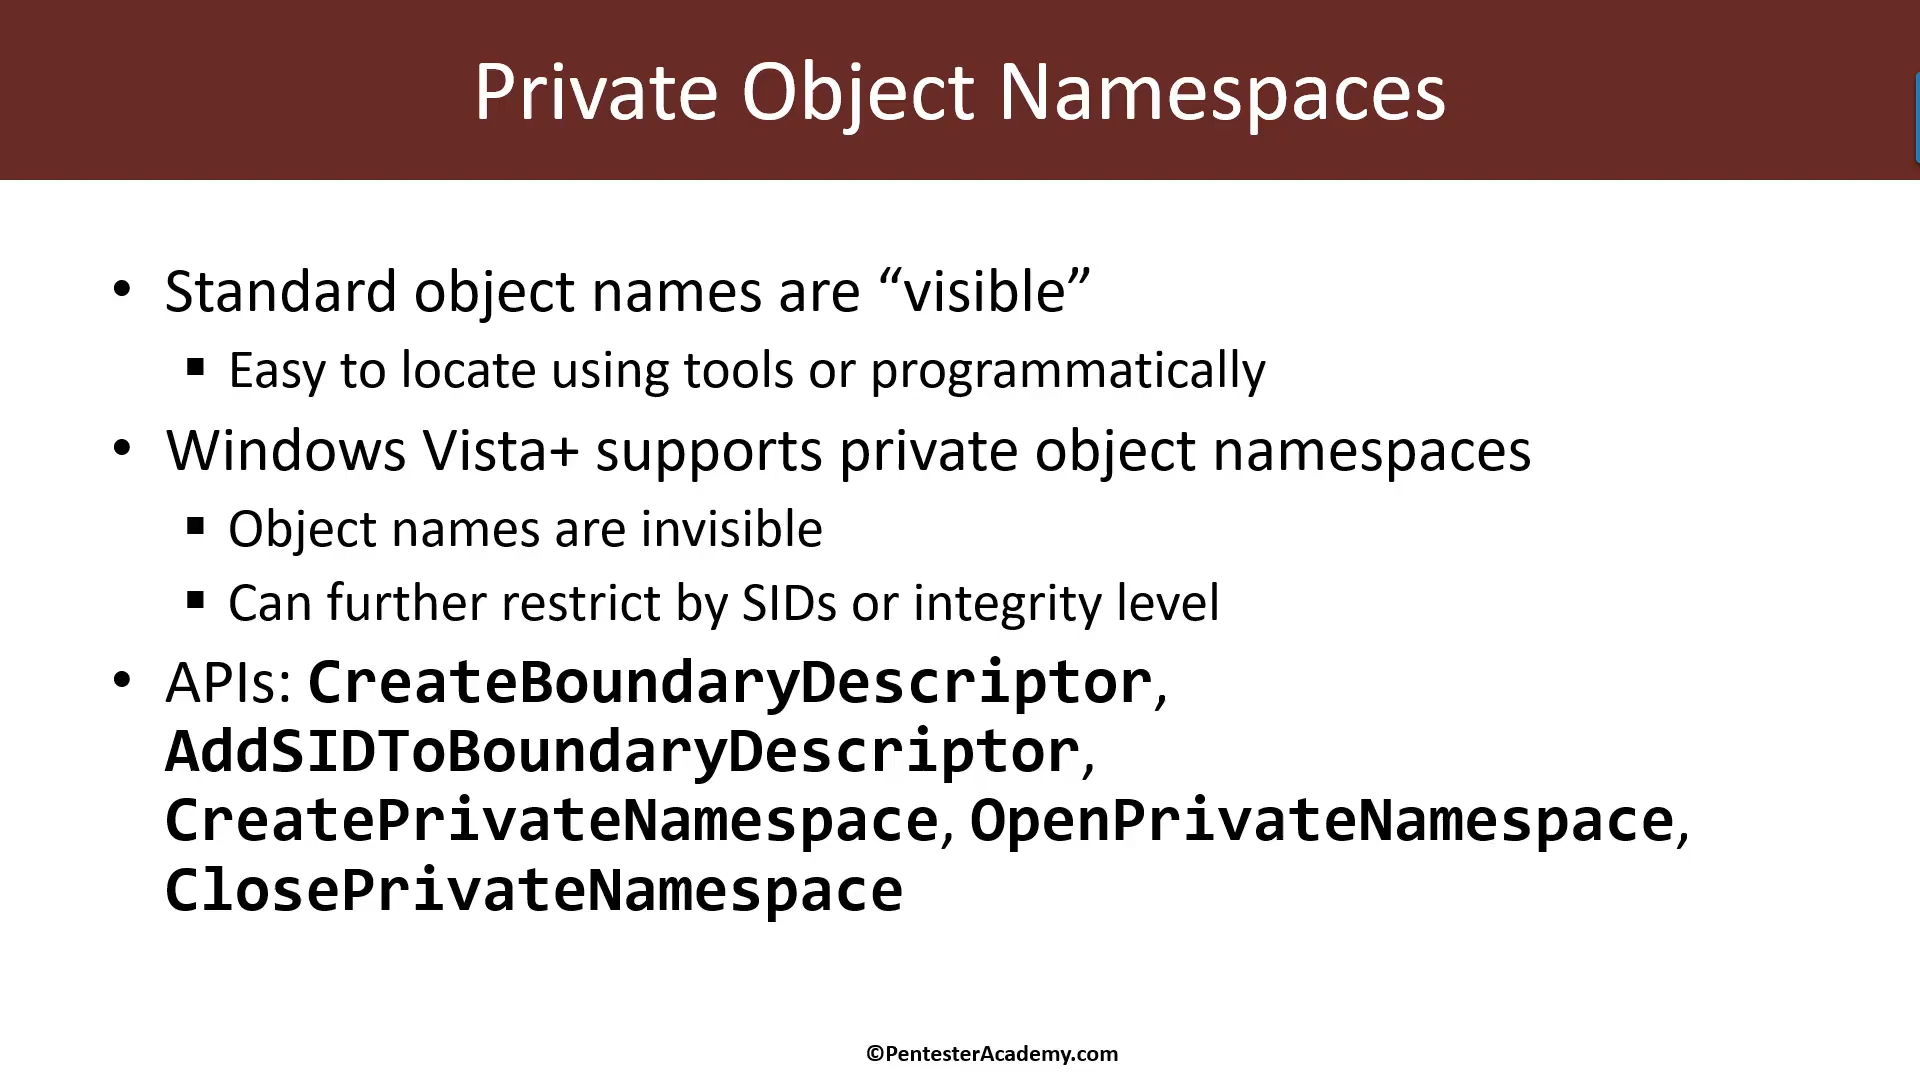 Private Object Namespaces
• Standard object names are “visible”
▪ Easy to locate using tools or programmatically
• Windows Vista+ supports private object namespaces
▪ Object names are invisible
▪ Can further restrict by SIDs or integrity level
• APIs: CreateBoundaryDescriptor,
AddSIDToBoundaryDescriptor,
CreatePrivateNamespace, OpenPrivateNamespace,
ClosePrivateNamespace
©PentesterAcademy.com